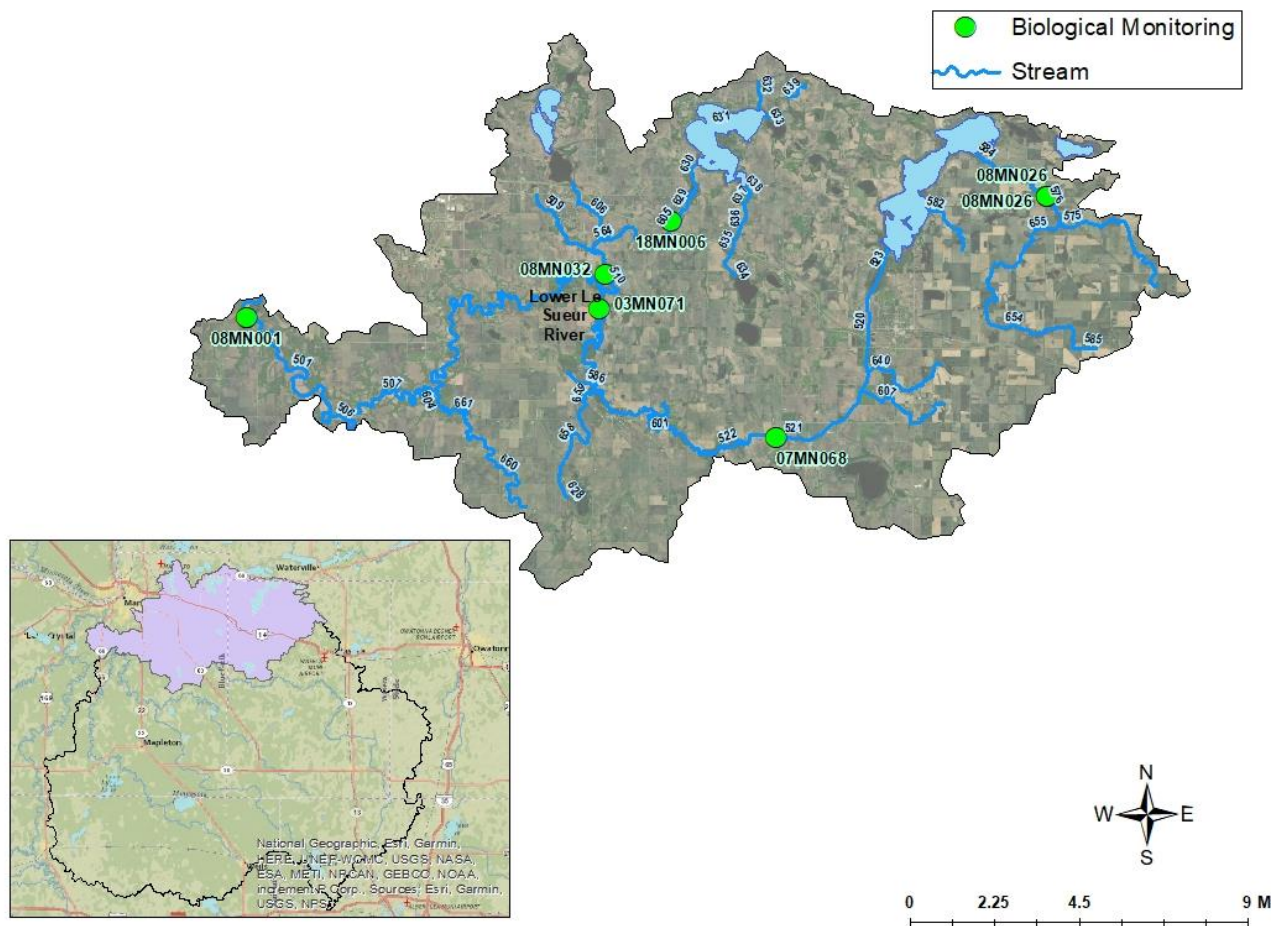 Biological Monitoring
Stream
632
639
631
633
584
630
08MN026
638
637
629
08MN026
576
509
606
582
605
636
655
575
564
18MN006
635
523
08MN032
510
634
Lower Le
Sueur
River
03MN071
520
654
08MN001
585
501
586
640
507
659
607
604
661
506
601
521
658
522
07MN068
660
628
Waterville
Mapleton
National Geographic, Esri, Garmin,
HERE, UNEP-WCMC, USGS, NASA,
ESA, METI, NRCAN, GEBCO, NOAA,
increment P Corp., Sources: Esri, Garmin,
USGS, NPS
N
W E
S
0 2.25 4.5 9 M